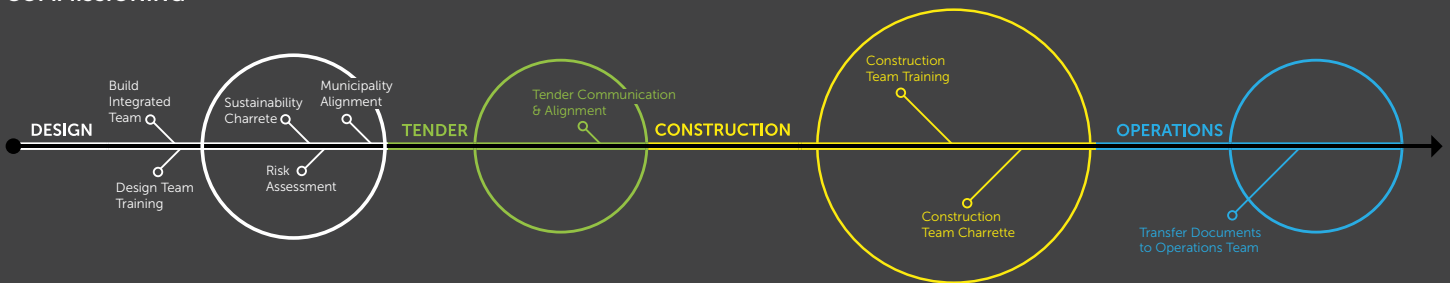 DESIGN
Build
Integrated
Team
Design Team
Training
Sustainability
Charrete
Risk
Assessment
Municipality
Alignment
TENDER
Tender Communication
& Alignment
CONSTRUCTION
Construction
Team Training
Construction
Team Charrette
OPERATIONS
Transfer Documents
to Operations Team